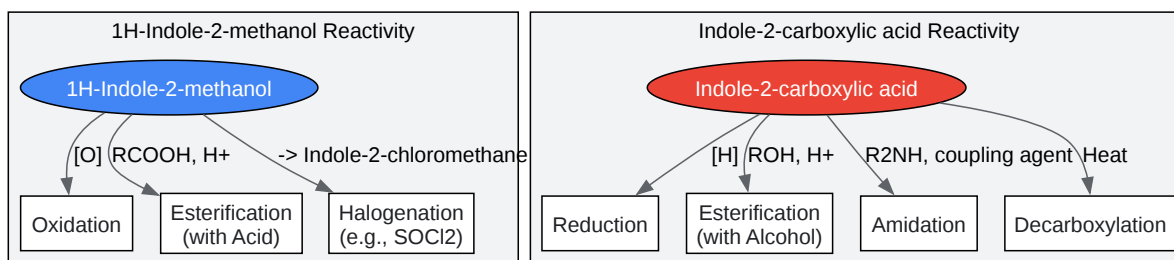 1H-Indole-2-methanol Reactivity
1H-Indole-2-methanol
[O]
RCOOH, H+
-> Indole-2-chloromethane
Oxidation
Esterification
(with Acid)
Halogenation
(e.g., SOCl2)
Indole-2-carboxylic acid Reactivity
Indole-2-carboxylic acid
[H]
ROH, H+
R2NH, coupling agent
Heat
Reduction
Esterification
(with Alcohol)
Amidation
Decarboxylation